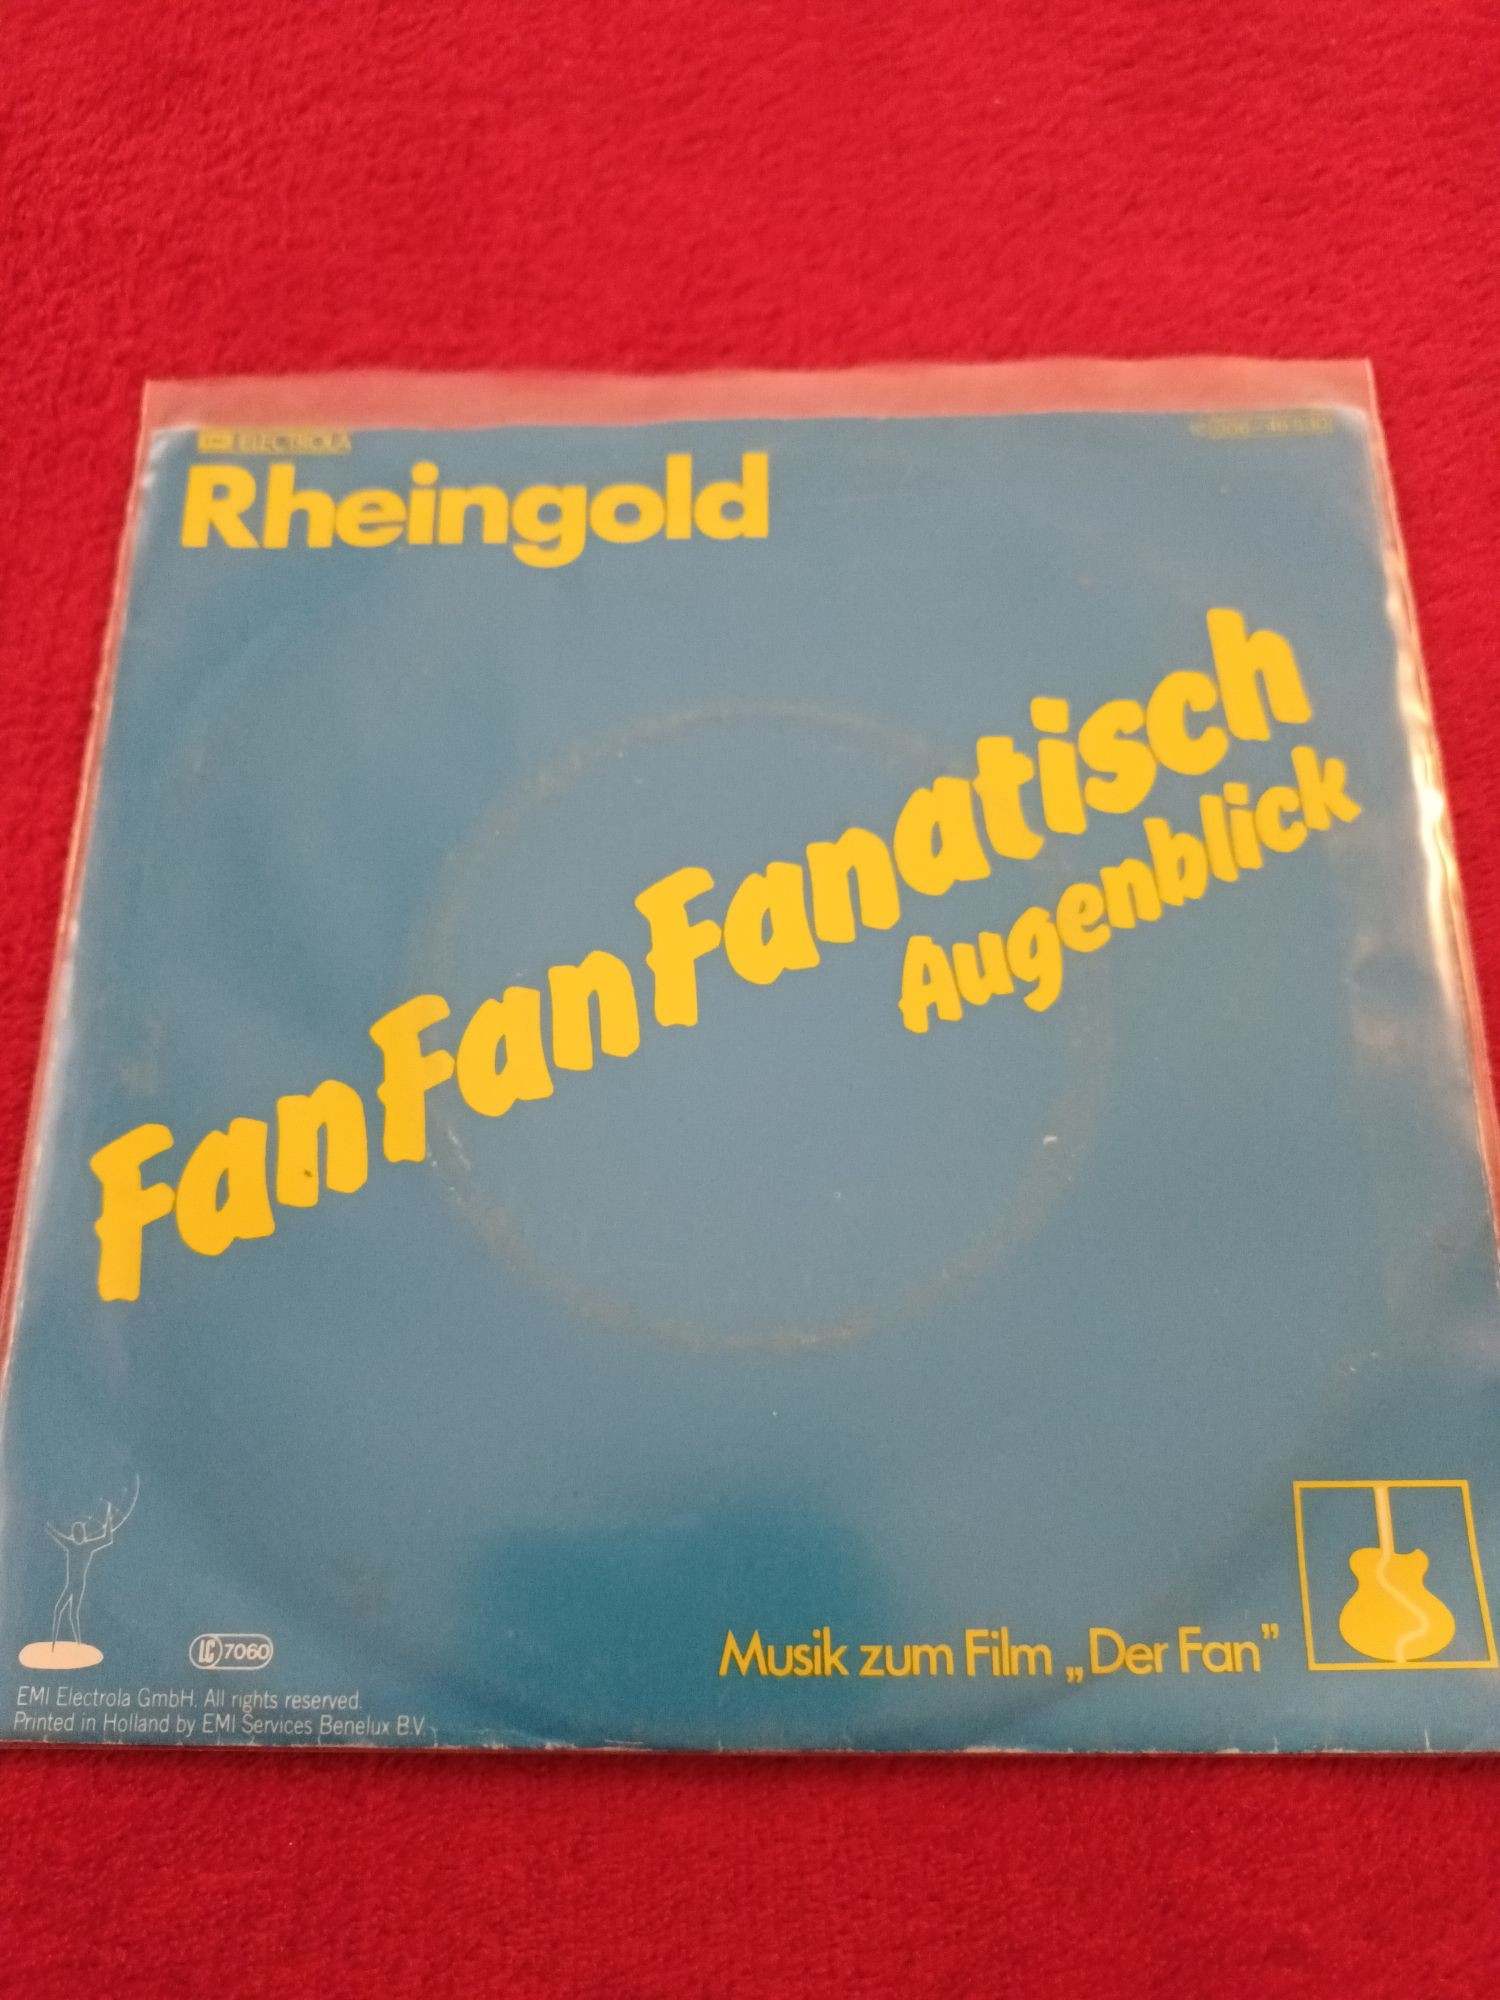 EMI ELECTROLA
Rheingold
FanFanFanatisch
Augenblick
Musik zum Film „Der Fan”
LC 7060
EMI Electrola GmbH. All rights reserved.
Printed in Holland by EMI Services Benelux B.V.